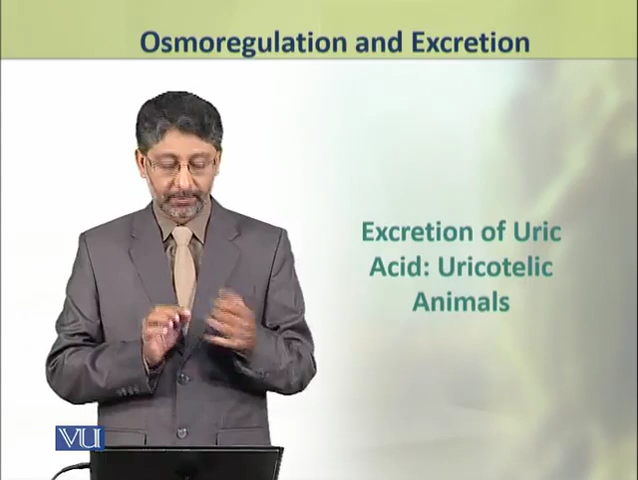 Osmoregulation and Excretion
Excretion of Uric
Acid: Uricotelic
Animals
VU